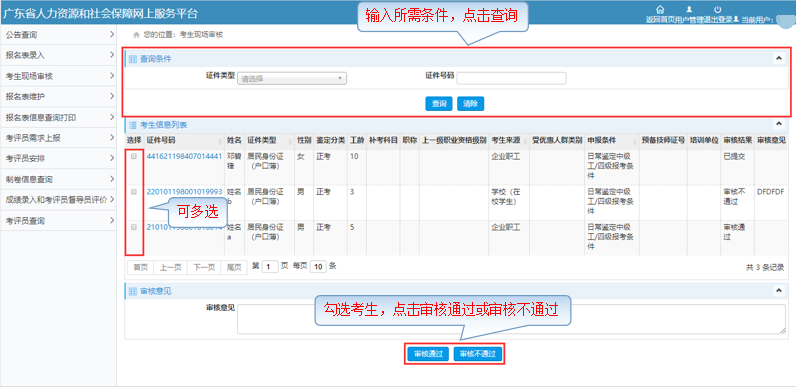 广东省人力资源和社会保障网上服务平台
输入所需条件，点击查询
返回首页 用户管理 退出登录 当前用户:
公告查询
报名表录入
考生现场审核
报名表维护
报名表信息查询打印
考评员需求上报
考评员安排
制卷信息查询
成绩录入和考评员督导员评价
考评员查询
您的位置: 考生现场审核
查询条件
证件类型 请选择 证件号码
查询 清除
考生信息列表
选择 证件号码 姓名 证件类型 性别 鉴定分类 工龄 补考科目 职称 上一级职业资格级别 考生来源 受优惠人群类别 申报条件 预备技师证号 培训单位 审核结果 审核意见
441621198407014441 邓碧锋 居民身份证（户口簿） 女 正考 10 企业职工 日常鉴定中级工/四级报考条件 已提交
220101198001019993 姓名b 居民身份证（户口簿） 男 正考 3 学校（在校学生） 日常鉴定中级工/四级报考条件 审核不通过 DFDFDF
可多选
姓名a 居民身份证（户口簿） 男 正考 5 企业职工 日常鉴定中级工/四级报考条件 审核通过
首页 上一页 下一页 尾页 第 1 页 每页 10 条 共 3 条记录
审核意见
审核意见
勾选考生，点击审核通过或审核不通过
审核通过 审核不通过